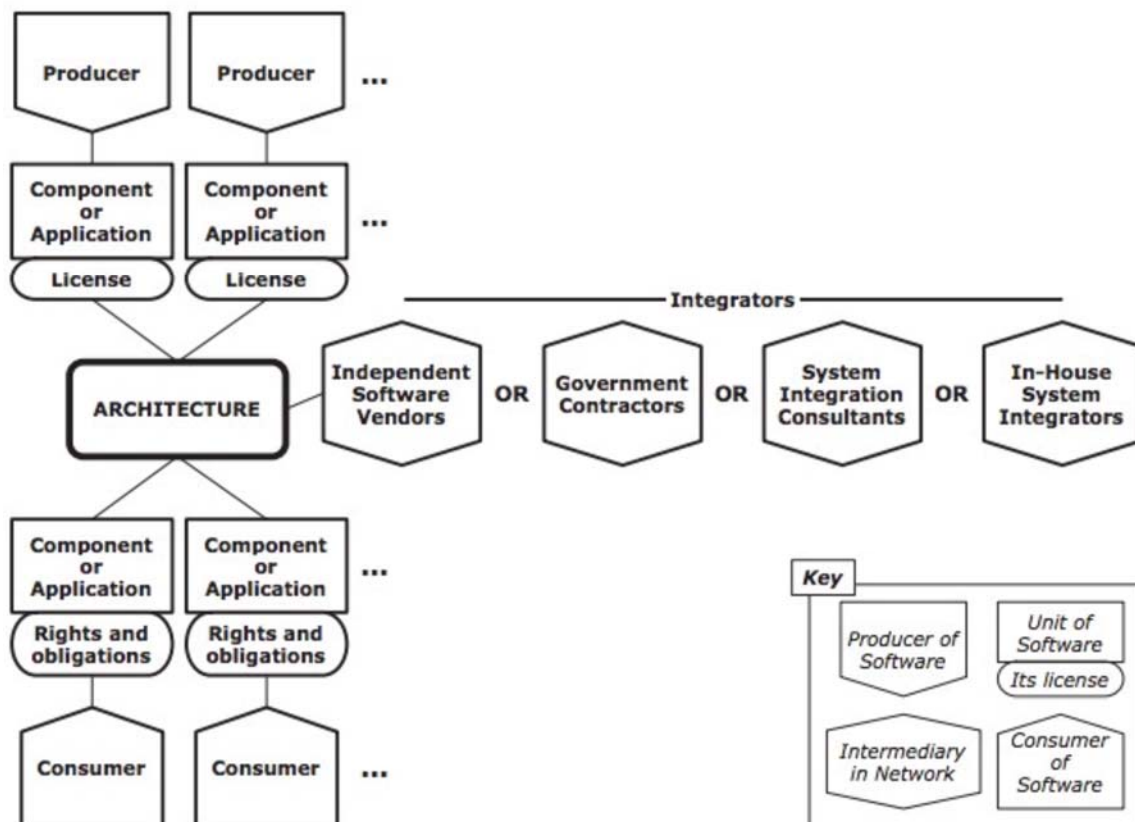 Producer
Producer
...
Component
or
Application
Component
or
Application
...
License
License
Integrators
Independent
Software
Vendors
OR
Government
Contractors
OR
System
Integration
Consultants
OR
In-House
System
Integrators
ARCHITECTURE
Component
or
Application
Component
or
Application
...
Rights and
obligations
Rights and
obligations
Consumer
Consumer
...
Key
Producer of
Software
Unit of
Software
Its license
Intermediary
in Network
Consumer
of
Software